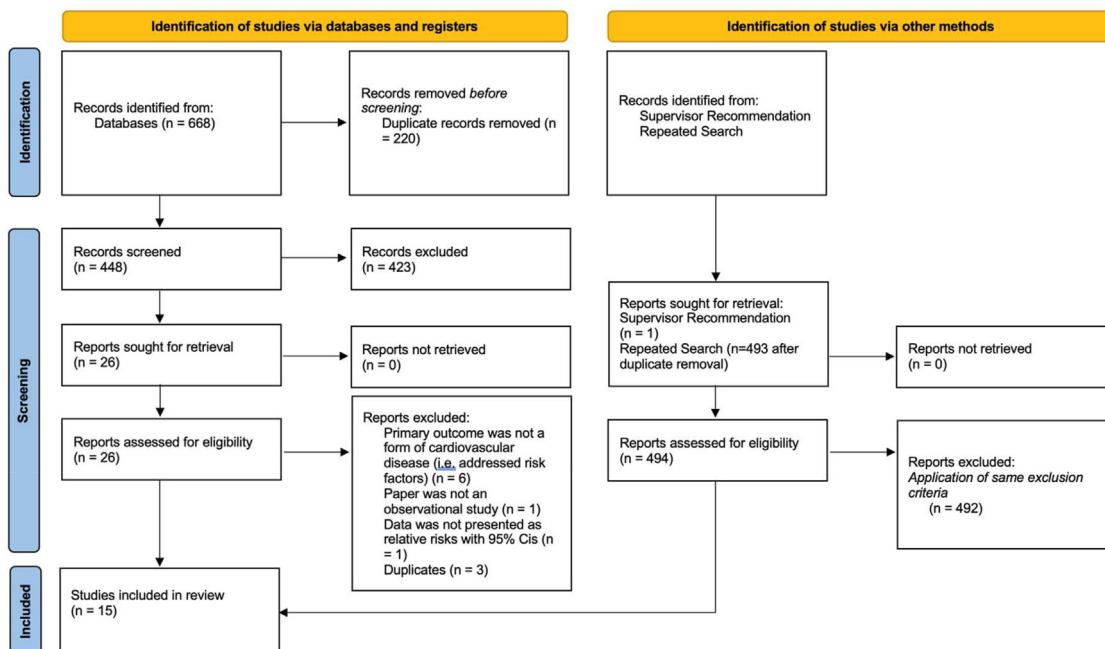 Identification of studies via databases and registers
Identification of studies via other methods
Identification
Records identified from:
Databases (n = 668)
Records removed before
screening:
Duplicate records removed (n
= 220)
Records identified from:
Supervisor Recommendation
Repeated Search
Screening
Records screened
(n = 448)
Records excluded
(n = 423)
Reports sought for retrieval
(n = 26)
Reports not retrieved
(n = 0)
Reports sought for retrieval:
Supervisor Recommendation
(n = 1)
Repeated Search (n=493 after
duplicate removal)
Reports not retrieved
(n = 0)
Reports assessed for eligibility
(n = 26)
Reports excluded:
Primary outcome was not a
form of cardiovascular
disease (i.e. addressed risk
factors) (n = 6)
Paper was not an
observational study (n = 1)
Data was not presented as
relative risks with 95% Cis (n
= 1)
Duplicates (n = 3)
Reports assessed for eligibility
(n = 494)
Reports excluded:
Application of same exclusion
criteria
(n = 492)
Included
Studies included in review
(n = 15)